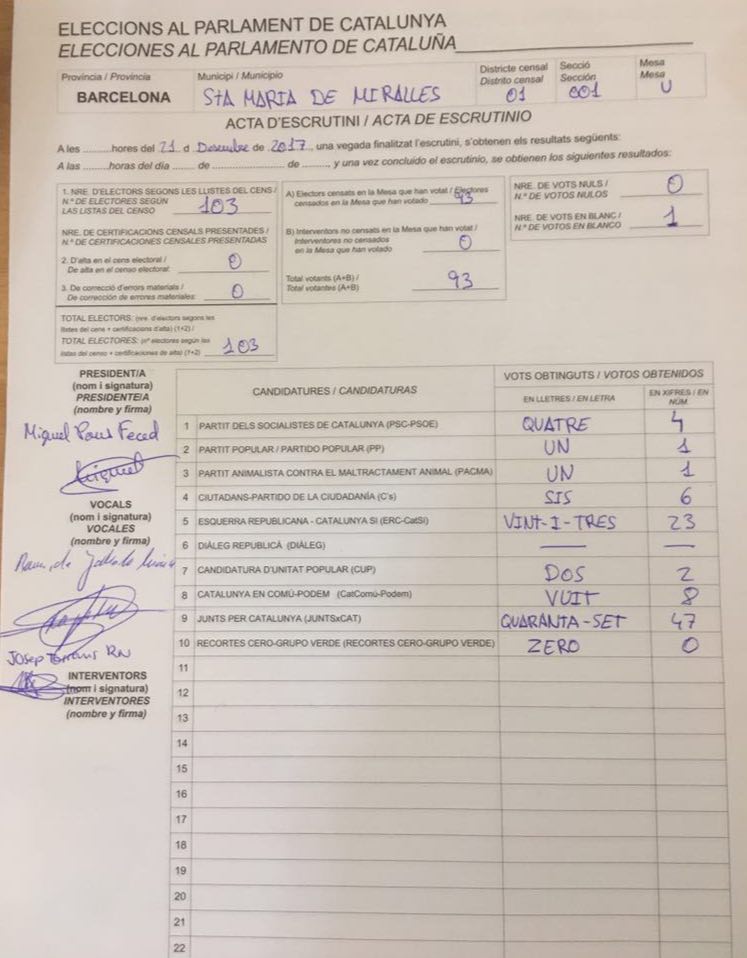 ELECCIONS AL PARLAMENT DE CATALUNYA
ELECCIONES AL PARLAMENTO DE CATALUÑA
Província / Provincia
BARCELONA
Municipi / Municipio
STA MARIA DE MIRALLES
Districte censal
Distrito censal
01
Secció
Sección
001
Mesa
Mesa
U
ACTA D'ESCRUTINI / ACTA DE ESCRUTINIO
A les ..........hores del 21 d Desembre de 2017, una vegada finalitzat l'escrutini, s'obtenen els resultats següents:
A las ..........horas del día ....... de .............................. de ........, y una vez concluido el escrutinio, se obtienen los siguientes resultados:
1. NRE. D'ELECTORS SEGONS LES LLISTES DEL CENS /
N.º DE ELECTORES SEGÚN
LAS LISTAS DEL CENSO 103
NRE. DE CERTIFICACIONS CENSALS PRESENTADES /
N.º DE CERTIFICACIONES CENSALES PRESENTADAS
2. D'alta en el cens electoral /
De alta en el censo electoral: 0
3. De correcció d'errors materials /
De corrección de errores materiales: 0
TOTAL ELECTORS: (nre. d'electors segons les
llistes del cens + certificacions d'alta) (1+2) /
TOTAL ELECTORES: (nº electores según las
listas del censo + certificaciones de alta) (1+2) 103
A) Electors censats en la Mesa que han votat / Electores
censados en la Mesa que han votado 93
B) Interventors no censats en la Mesa que han votat /
Interventores no censados
en la Mesa que han votado 0
Total votants (A+B) /
Total votantes (A+B) 93
NRE. DE VOTS NULS /
N.º DE VOTOS NULOS 0
NRE. DE VOTS EN BLANC /
N.º DE VOTOS EN BLANCO 1
PRESIDENT/A
(nom i signatura)
PRESIDENTE/A
(nombre y firma)
Miquel Pous
Miquel
VOCALS
(nom i signatura)
VOCALES
(nombre y firma)
Josep
INTERVENTORS
(nom i signatura)
INTERVENTORES
(nombre y firma)
CANDIDATURES / CANDIDATURAS
VOTS OBTINGUTS / VOTOS OBTENIDOS
EN LLETRES / EN LETRA
EN XIFRES / EN
NÚM.
1 PARTIT DELS SOCIALISTES DE CATALUNYA (PSC-PSOE) QUATRE 4
2 PARTIT POPULAR / PARTIDO POPULAR (PP) UN 1
3 PARTIT ANIMALISTA CONTRA EL MALTRACTAMENT ANIMAL (PACMA) UN 1
4 CIUTADANS-PARTIDO DE LA CIUDADANÍA (C's) SIS 6
5 ESQUERRA REPUBLICANA - CATALUNYA SI (ERC-CatSI) VINT-I-TRES 23
6 DIÀLEG REPUBLICÀ (DIÀLEG) — —
7 CANDIDATURA D'UNITAT POPULAR (CUP) DOS 2
8 CATALUNYA EN COMÚ-PODEM (CatComú-Podem) VUIT 8
9 JUNTS PER CATALUNYA (JUNTSxCAT) QUARANTA-SET 47
10 RECORTES CERO-GRUPO VERDE (RECORTES CERO-GRUPO VERDE) ZERO 0
11
12
13
14
15
16
17
18
19
20
21
22